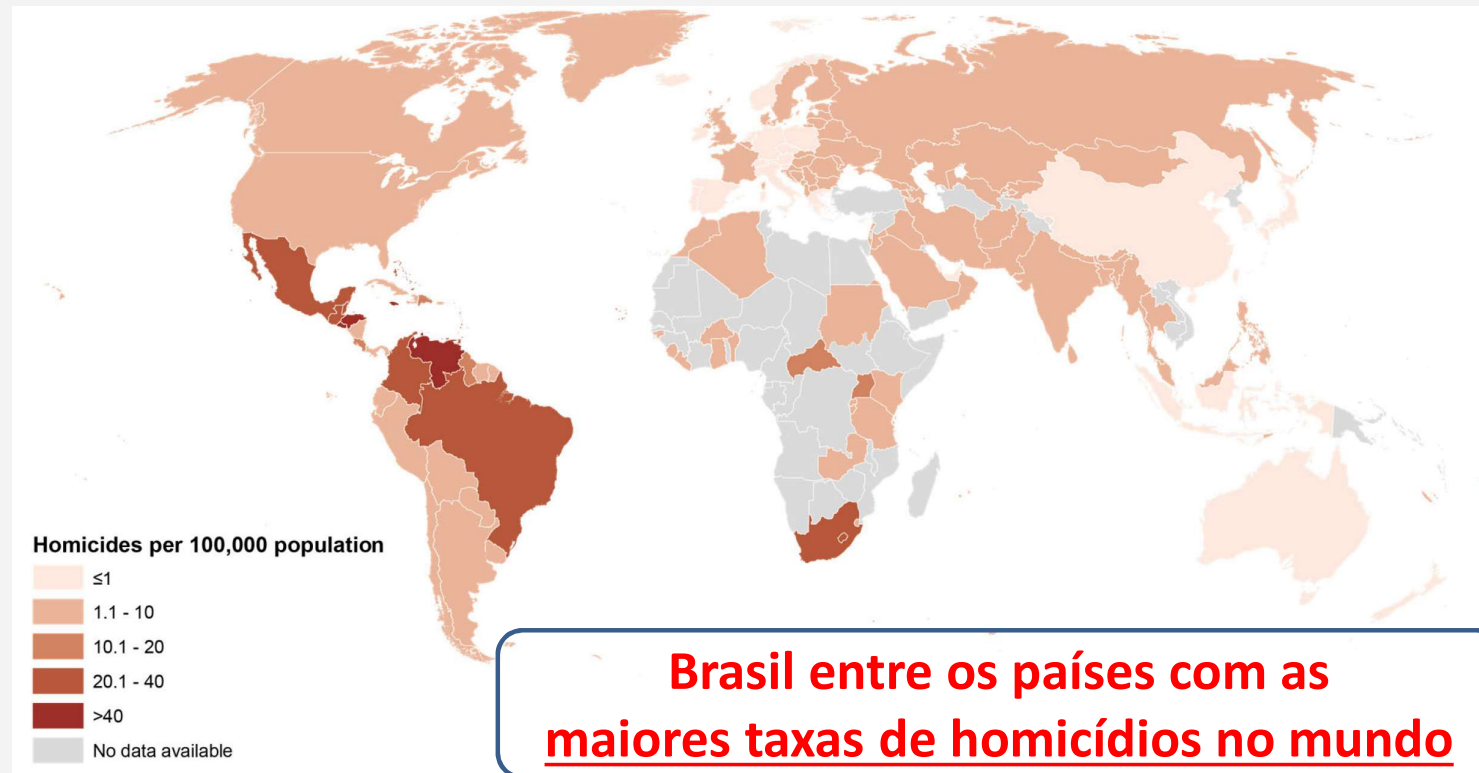 Homicides per 100,000 population
≤1
1.1 - 10
10.1 - 20
20.1 - 40
>40
No data available
Brasil entre os países com as
maiores taxas de homicídios no mundo